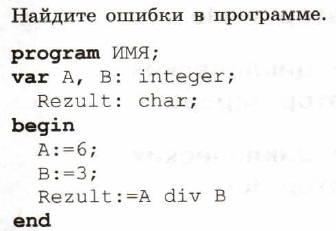 Найдите ошибки в программе.
program ИМЯ;
var A, B: integer;
Rezult: char;
begin
A:=6;
B:=3;
Rezult:=A div B
end